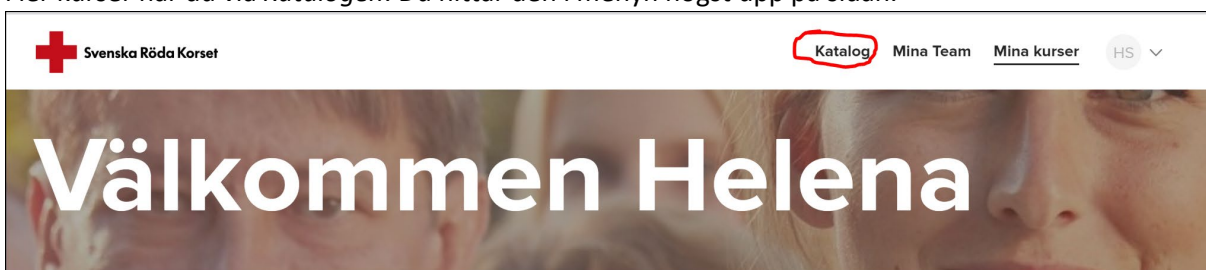 Fler kurser når du via Katalogen. Du hittar den i menyn högst upp på sidan.
Svenska Röda Korset
Katalog Mina Team Mina kurser HS
Välkommen Helena